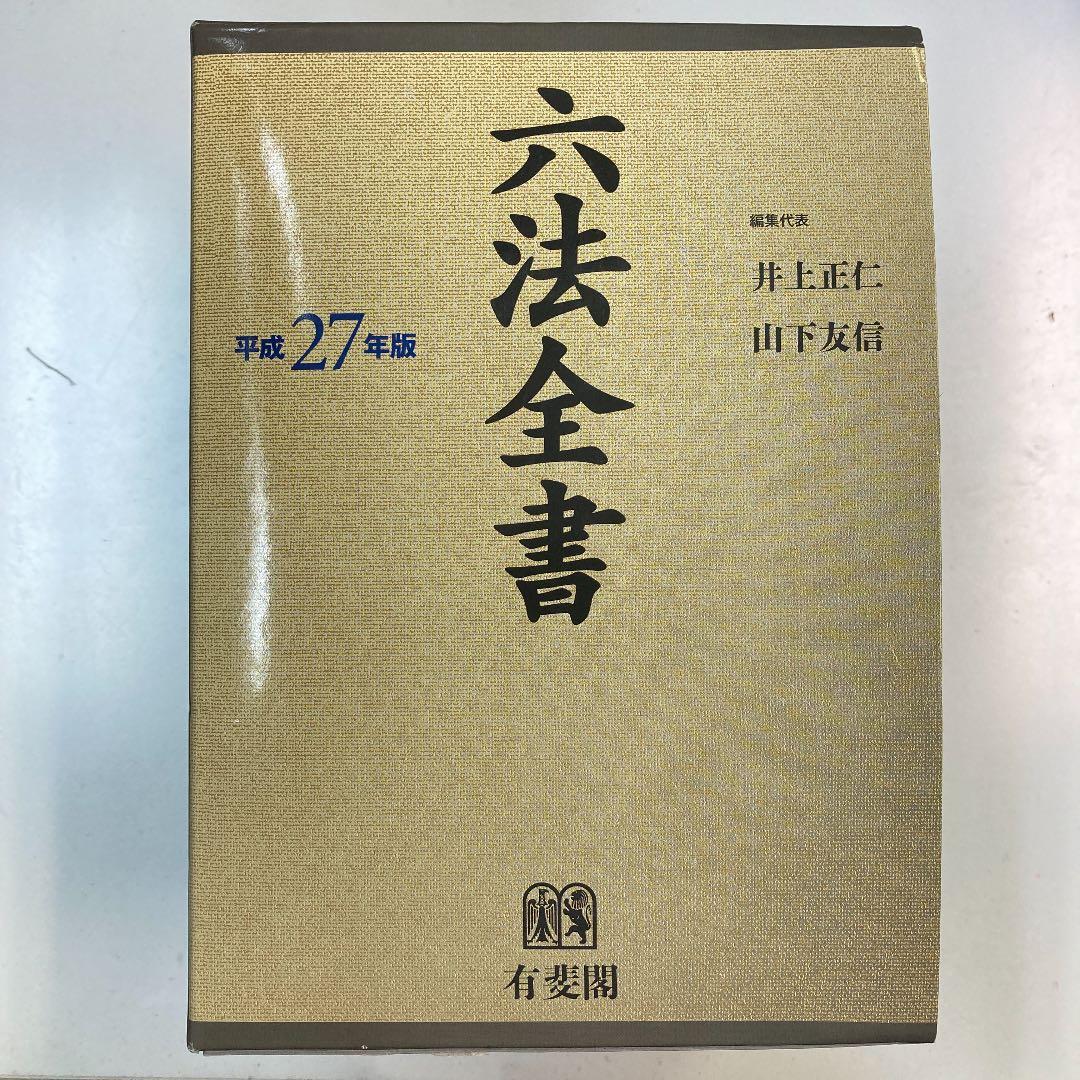 六法全書
編集代表
井上正仁
山下友信
平成27年版
有斐閣